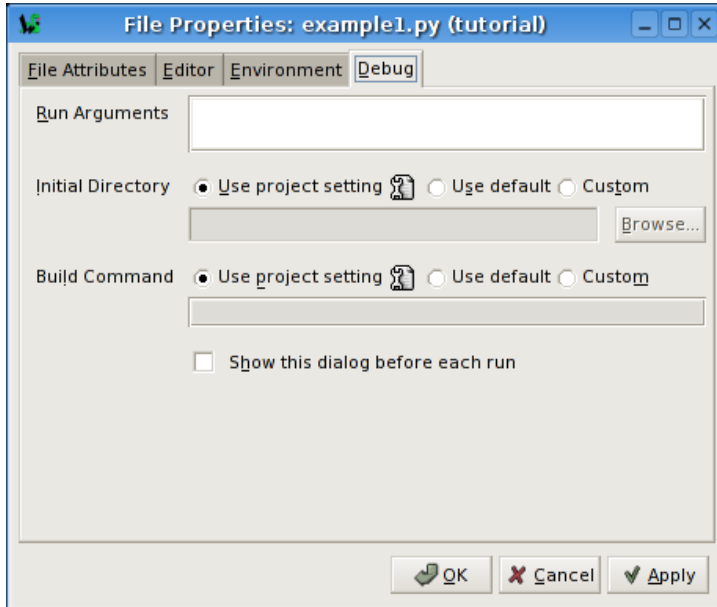 File Properties: example1.py (tutorial)
File Attributes Editor Environment Debug
Run Arguments
Initial Directory Use project setting Use default Custom
Browse...
Build Command Use project setting Use default Custom
Show this dialog before each run
OK Cancel Apply